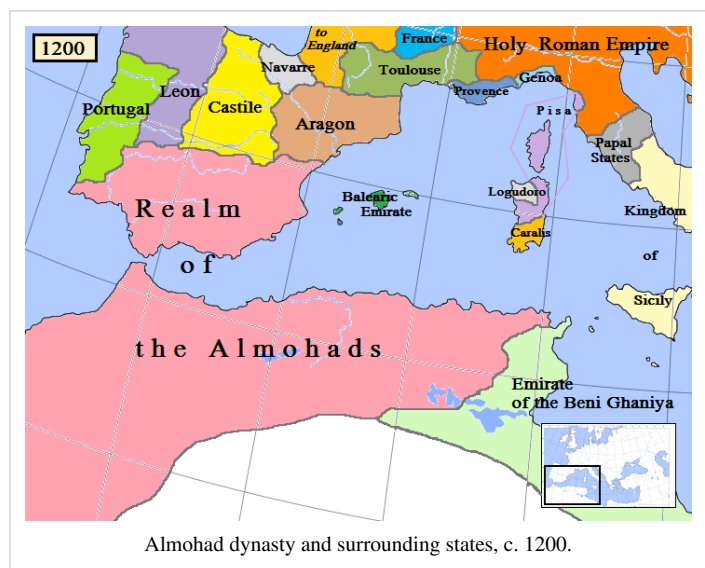 1200
to
England
France
Holy Roman Empire
Navarre
Toulouse
Genoa
Leon
Provence
Portugal
Castile
Pisa
Aragon
Papal
States
Logudoro
Balearic
Emirate
Realm
Kingdom
Caralis
of
of
Sicily
the Almohads
Emirate
of the Beni Ghaniya
Almohad dynasty and surrounding states, c. 1200.